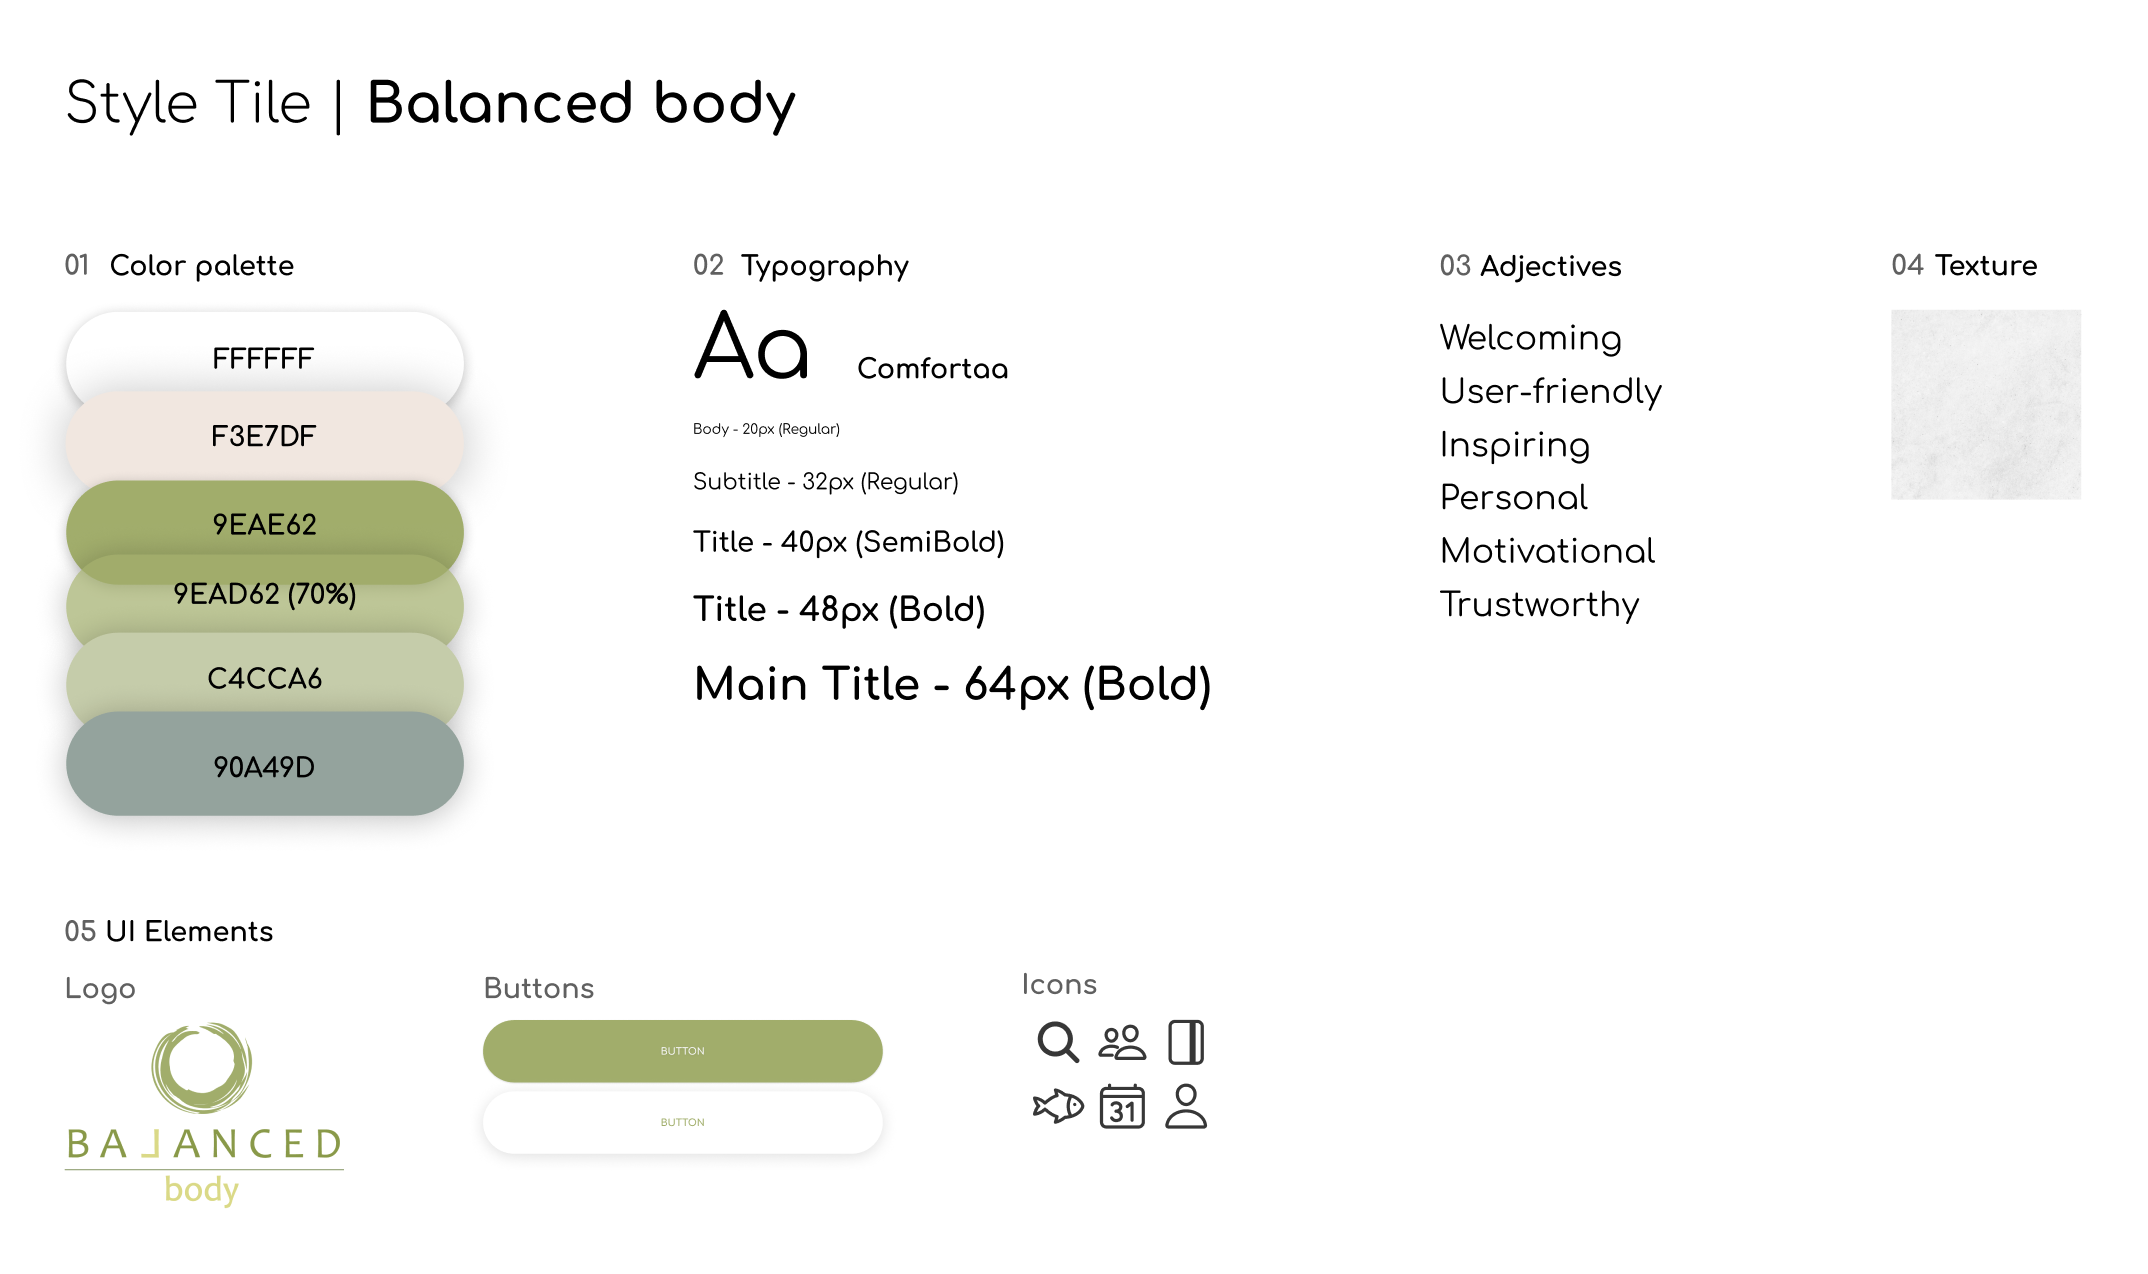 Style Tile | Balanced body
01 Color palette
FFFFFF
F3E7DF
9EAE62
9EAD62 (70%)
C4CCA6
90A49D
02 Typography
Aa Comfortaa
Body - 20px (Regular)
Subtitle - 32px (Regular)
Title - 40px (SemiBold)
Title - 48px (Bold)
Main Title - 64px (Bold)
03 Adjectives
Welcoming
User-friendly
Inspiring
Personal
Motivational
Trustworthy
04 Texture
05 UI Elements
Logo
BALANCED
body
Buttons
BUTTON
BUTTON
Icons
31